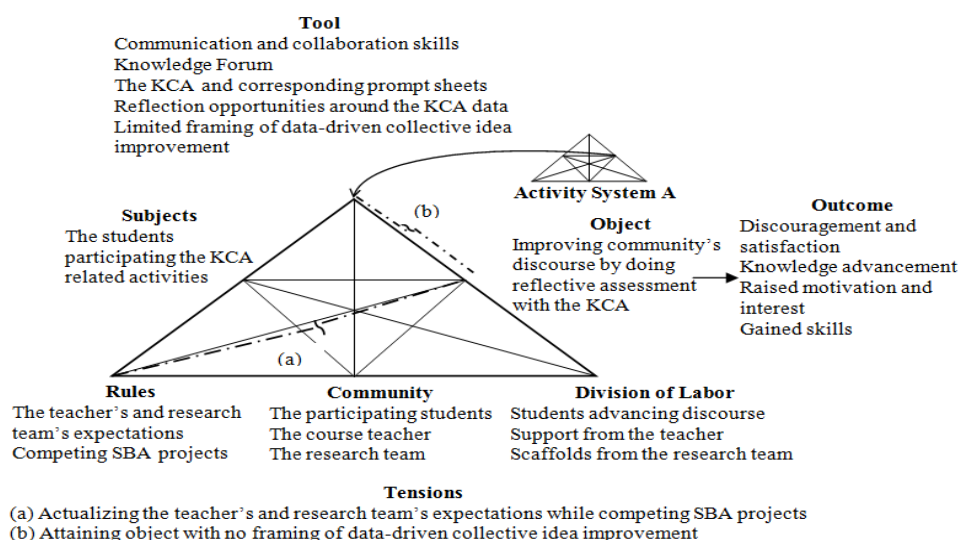 Tool
Communication and collaboration skills
Knowledge Forum
The KCA and corresponding prompt sheets
Reflection opportunities around the KCA data
Limited framing of data-driven collective idea
improvement
Activity System A
(b)
Subjects
The students
participating the KCA
related activities
Object
Improving community's
discourse by doing
reflective assessment
with the KCA
Outcome
Discouragement and
satisfaction
Knowledge advancement
Raised motivation and
interest
Gained skills
(a)
Rules
The teacher's and research
team's expectations
Competing SBA projects
Community
The participating students
The course teacher
The research team
Division of Labor
Students advancing discourse
Support from the teacher
Scaffolds from the research team
Tensions
(a) Actualizing the teacher's and research team's expectations while competing SBA projects
(b) Attaining object with no framing of data-driven collective idea improvement